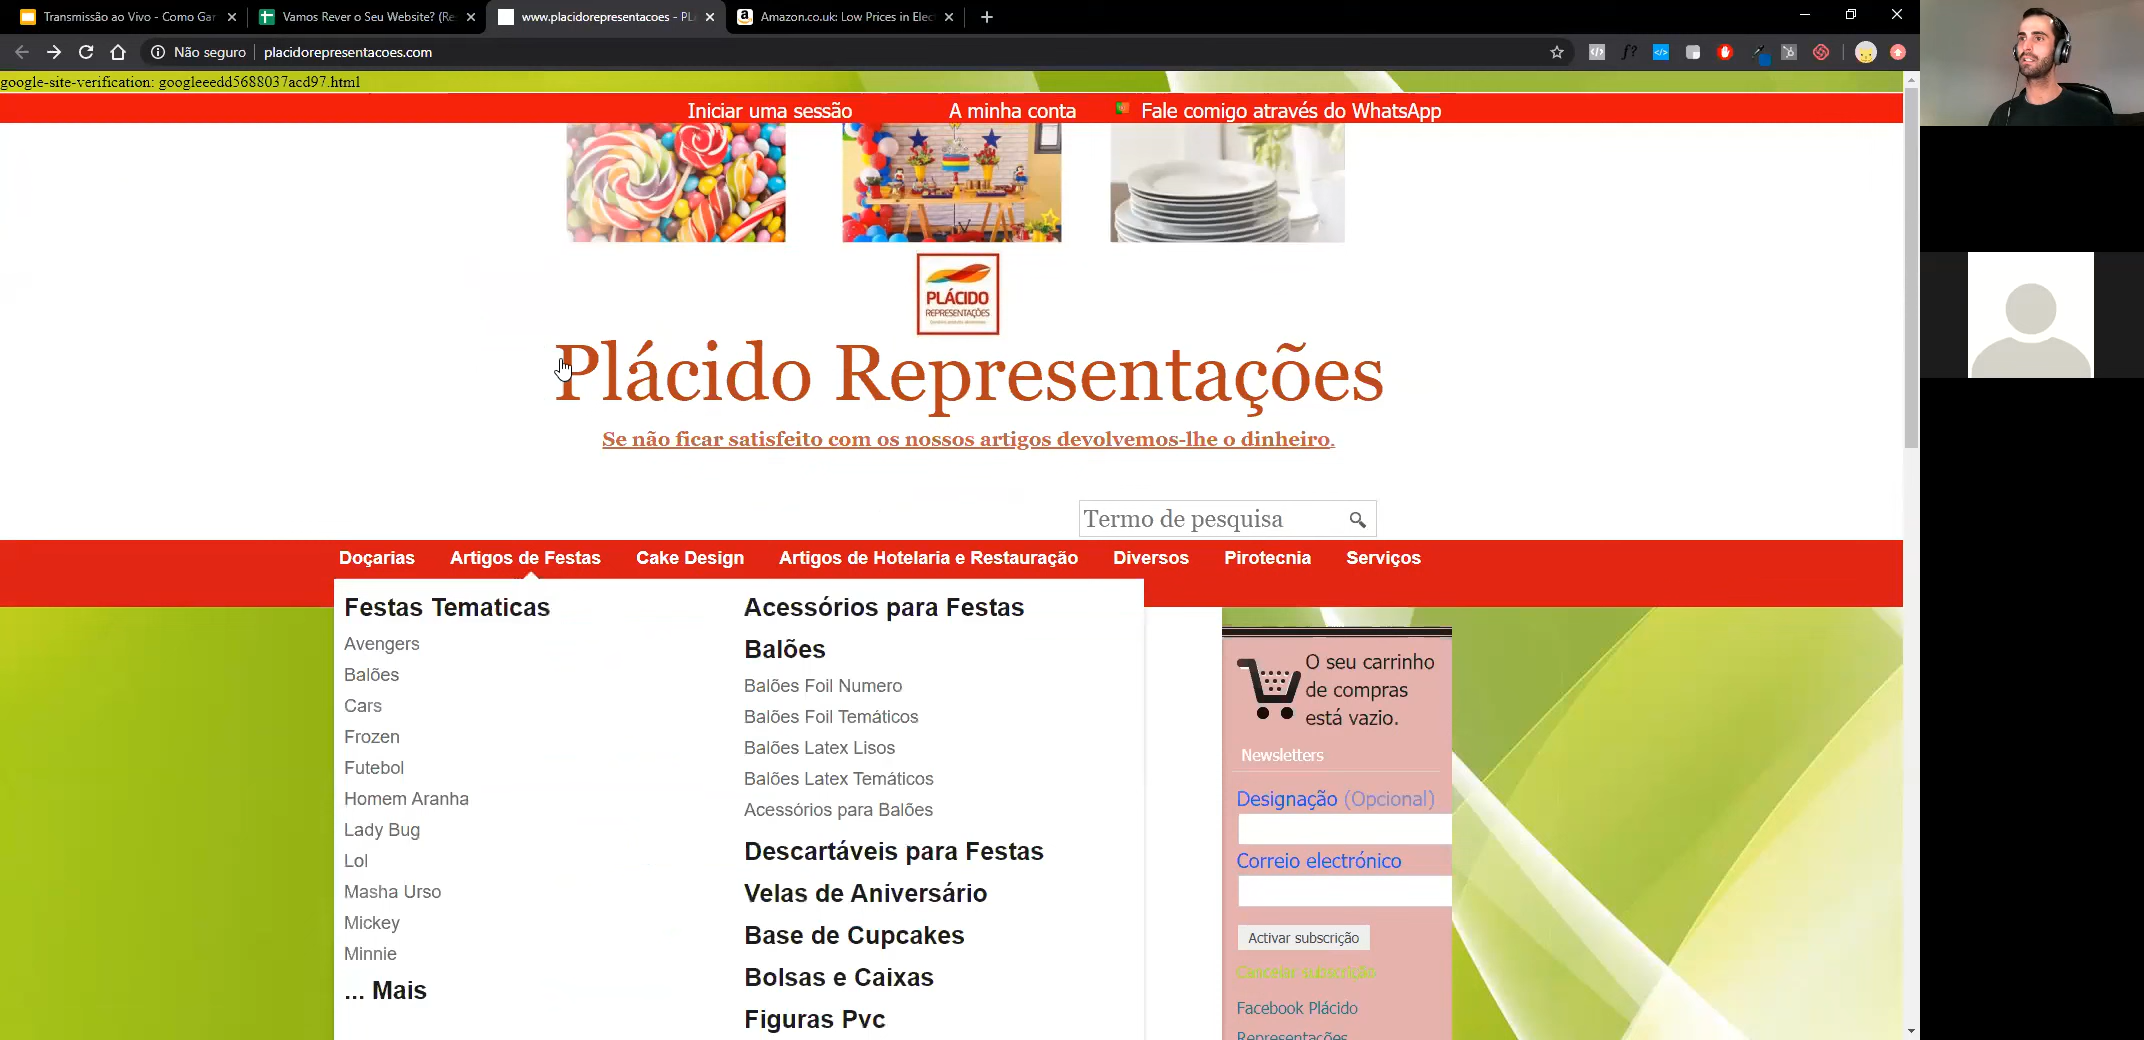 Transmissão ao Vivo - Como Gar
Vamos Rever o Seu Website? (Re
www.placidorepresentacoes - PL
Amazon.co.uk: Low Prices in Elec
Não seguro
placidorepresentacoes.com
google-site-verification: googleeedd5688037acd97.html
Iniciar uma sessão
A minha conta
Fale comigo através do WhatsApp
PLÁCIDO
REPRESENTAÇÕES
Plácido Representações
Se não ficar satisfeito com os nossos artigos devolvemos-lhe o dinheiro.
Termo de pesquisa
Doçarias
Artigos de Festas
Cake Design
Artigos de Hotelaria e Restauração
Diversos
Pirotecnia
Serviços
Festas Tematicas
Avengers
Balões
Cars
Frozen
Futebol
Homem Aranha
Lady Bug
Lol
Masha Urso
Mickey
Minnie
... Mais
Acessórios para Festas
Balões
Balões Foil Numero
Balões Foil Temáticos
Balões Latex Lisos
Balões Latex Temáticos
Acessórios para Balões
Descartáveis para Festas
Velas de Aniversário
Base de Cupcakes
Bolsas e Caixas
Figuras Pvc
O seu carrinho
de compras
está vazio.
Newsletters
Designação (Opcional)
Correio electrónico
Activar subscrição
Cancelar subscrição
Facebook Plácido
Representações